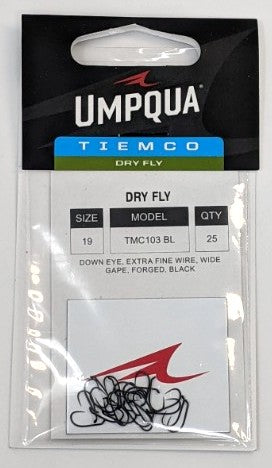 UMPQUA
TIEMCO
DRY FLY
DRY FLY
SIZE MODEL QTY
19 TMC103 BL 25
DOWN EYE, EXTRA FINE WIRE, WIDE
GAPE, FORGED, BLACK